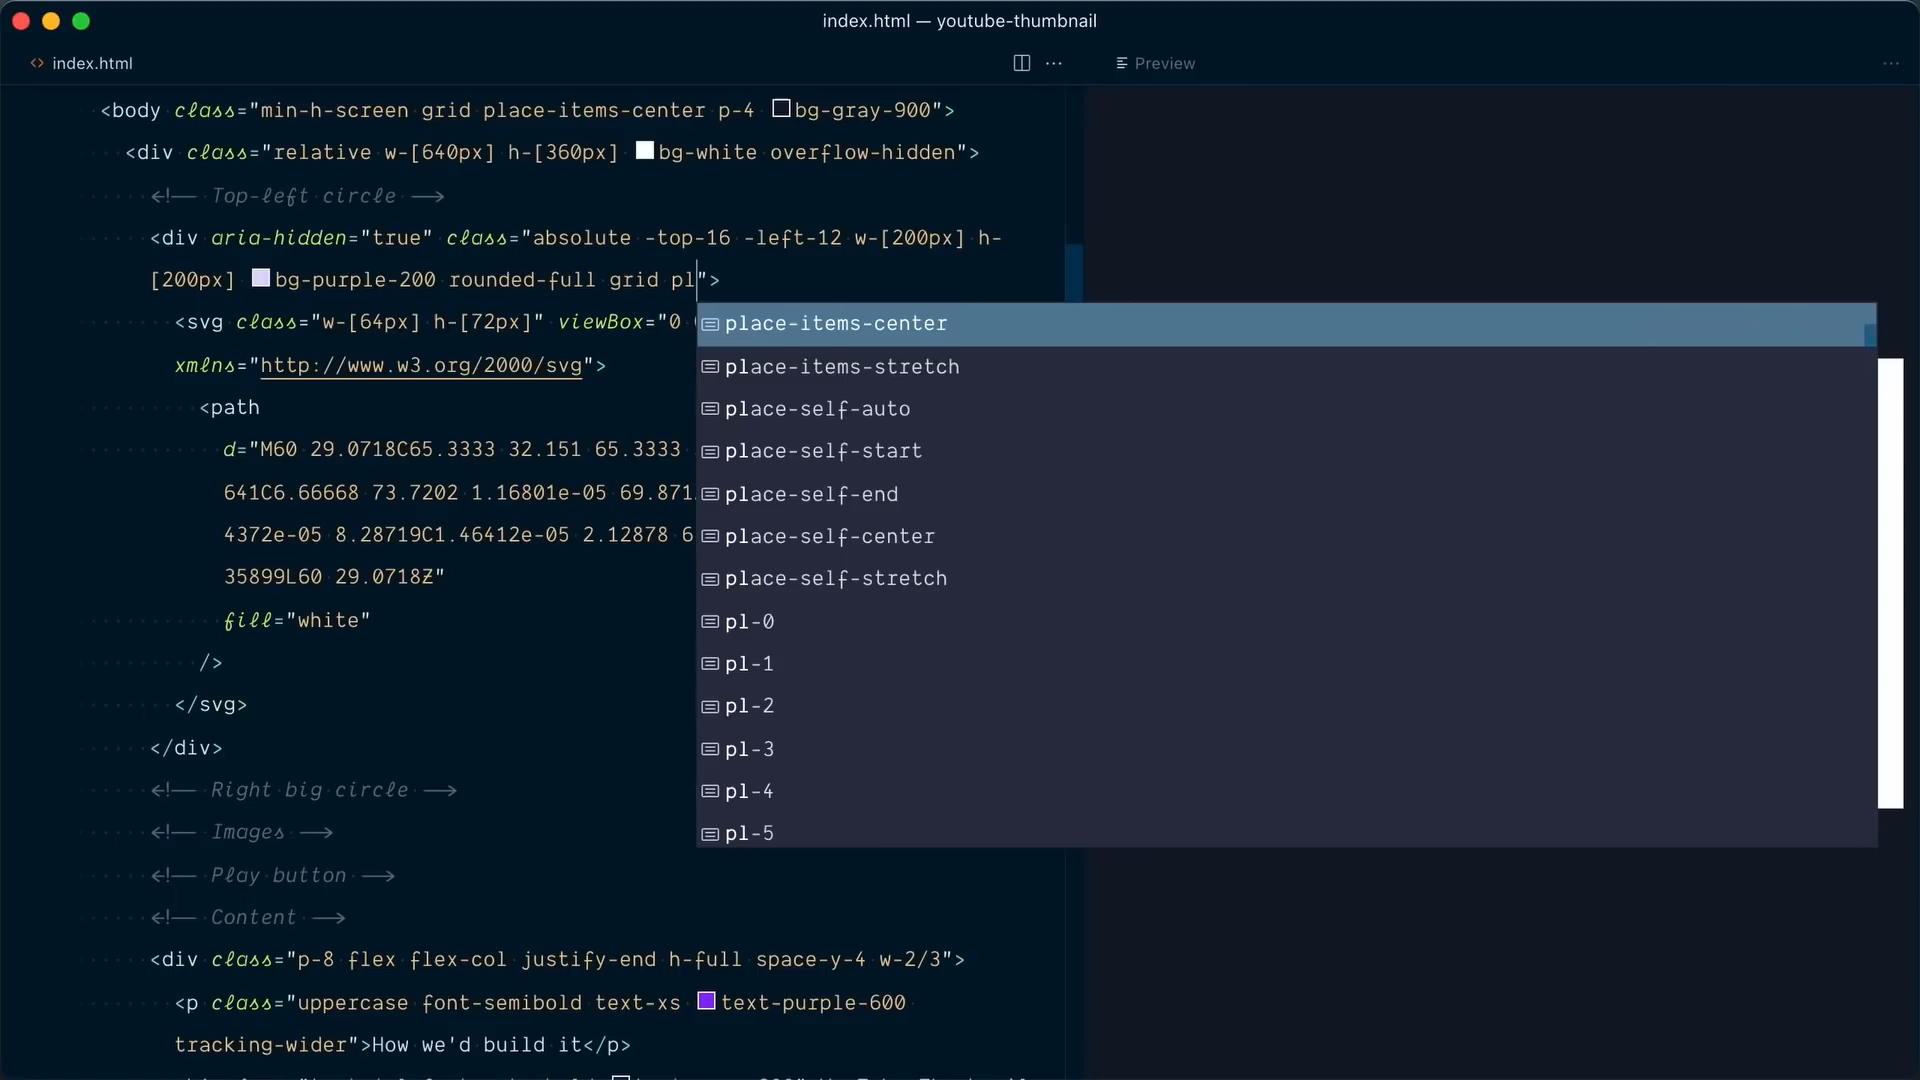 index.html — youtube-thumbnail
<> index.html
Preview
<body class="min-h-screen grid place-items-center p-4 bg-gray-900">
<div class="relative w-[640px] h-[360px] bg-white overflow-hidden">
<!-- Top-left circle -->
<div aria-hidden="true" class="absolute -top-16 -left-12 w-[200px] h-
[200px] bg-purple-200 rounded-full grid pl">
<svg class="w-[64px] h-[72px]" viewBox="0
xmlns="http://www.w3.org/2000/svg">
<path
d="M60 29.0718C65.3333 32.151 65.3333
641C6.66668 73.7202 1.16801e-05 69.871
4372e-05 8.28719C1.46412e-05 2.12878 6
35899L60 29.0718Z"
fill="white"
/>
</svg>
</div>
<!-- Right big circle -->
<!-- Images -->
<!-- Play button -->
<!-- Content -->
<div class="p-8 flex flex-col justify-end h-full space-y-4 w-2/3">
<p class="uppercase font-semibold text-xs text-purple-600
tracking-wider">How we'd build it</p>
place-items-center
place-items-stretch
place-self-auto
place-self-start
place-self-end
place-self-center
place-self-stretch
pl-0
pl-1
pl-2
pl-3
pl-4
pl-5